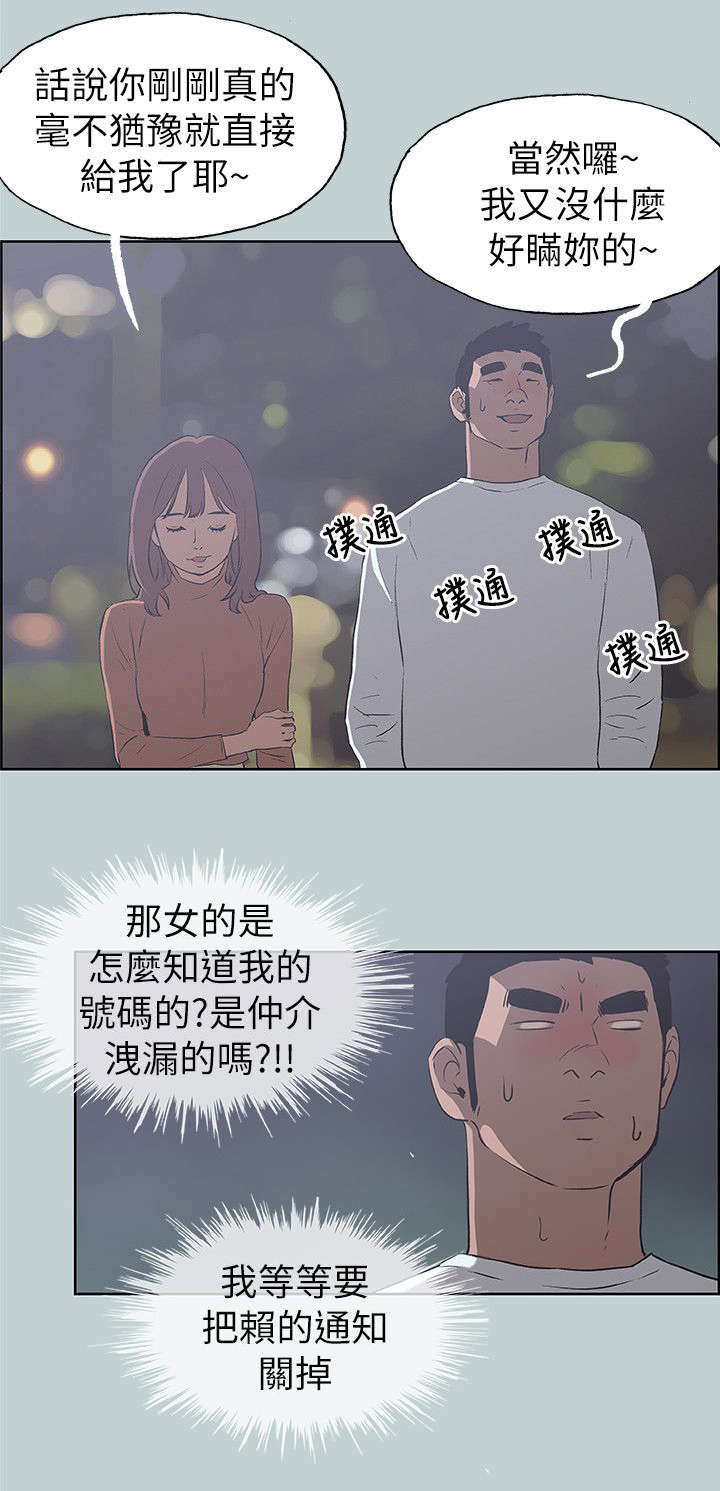 話說你剛剛真的
毫不猶豫就直接
給我了耶~
當然囉~
我又沒什麼
好瞞妳的~
撲通
撲通
撲通
撲通
那女的是
怎麼知道我的
號碼的?是仲介
洩漏的嗎?!!
我等等要
把賴的通知
關掉